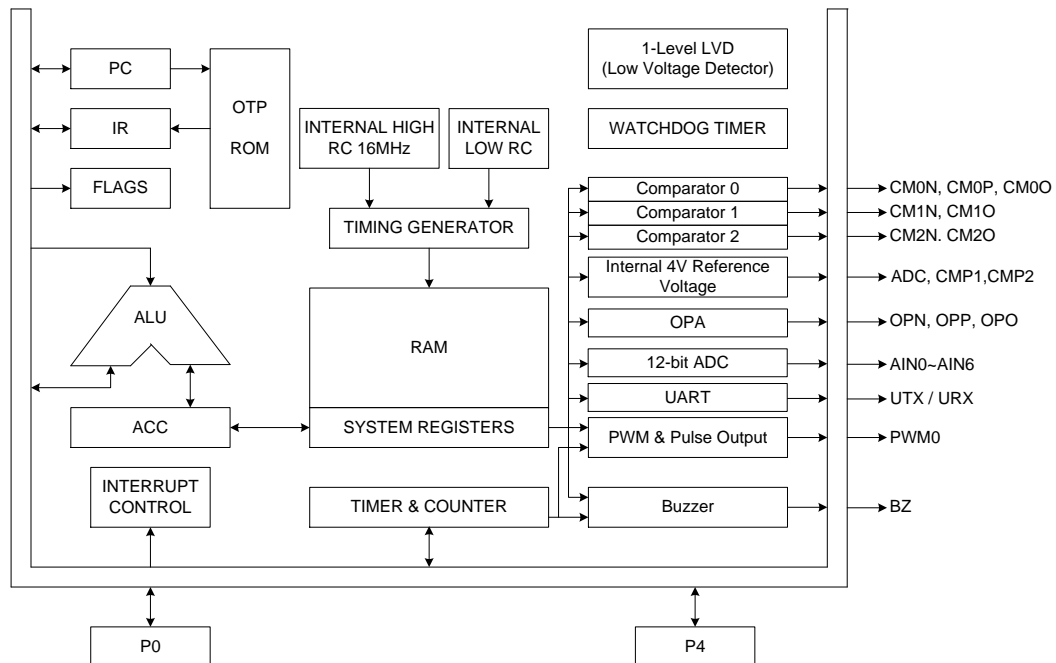 1-Level LVD
(Low Voltage Detector)
PC
OTP
ROM
IR
INTERNAL HIGH
RC 16MHz
INTERNAL
LOW RC
WATCHDOG TIMER
FLAGS
Comparator 0
CM0N, CM0P, CM0O
Comparator 1
CM1N, CM1O
TIMING GENERATOR
Comparator 2
CM2N. CM2O
Internal 4V Reference
Voltage
ADC, CMP1,CMP2
ALU
RAM
OPA
OPN, OPP, OPO
12-bit ADC
AIN0~AIN6
UART
UTX / URX
ACC
SYSTEM REGISTERS
PWM & Pulse Output
PWM0
INTERRUPT
CONTROL
TIMER & COUNTER
Buzzer
BZ
P0
P4